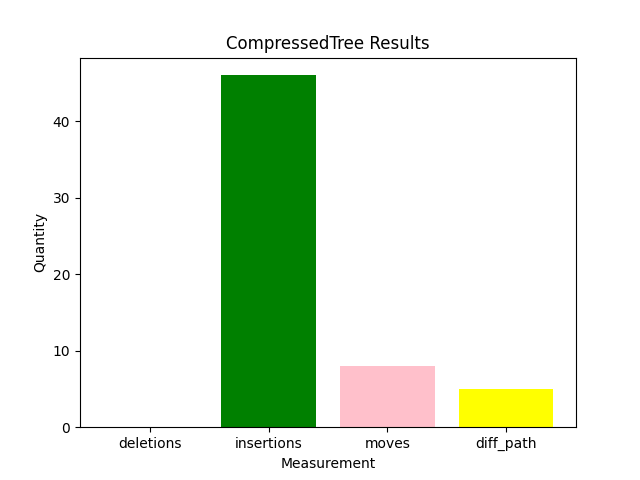 CompressedTree Results
Quantity
40
30
20
10
0
deletions
insertions
moves
diff_path
Measurement